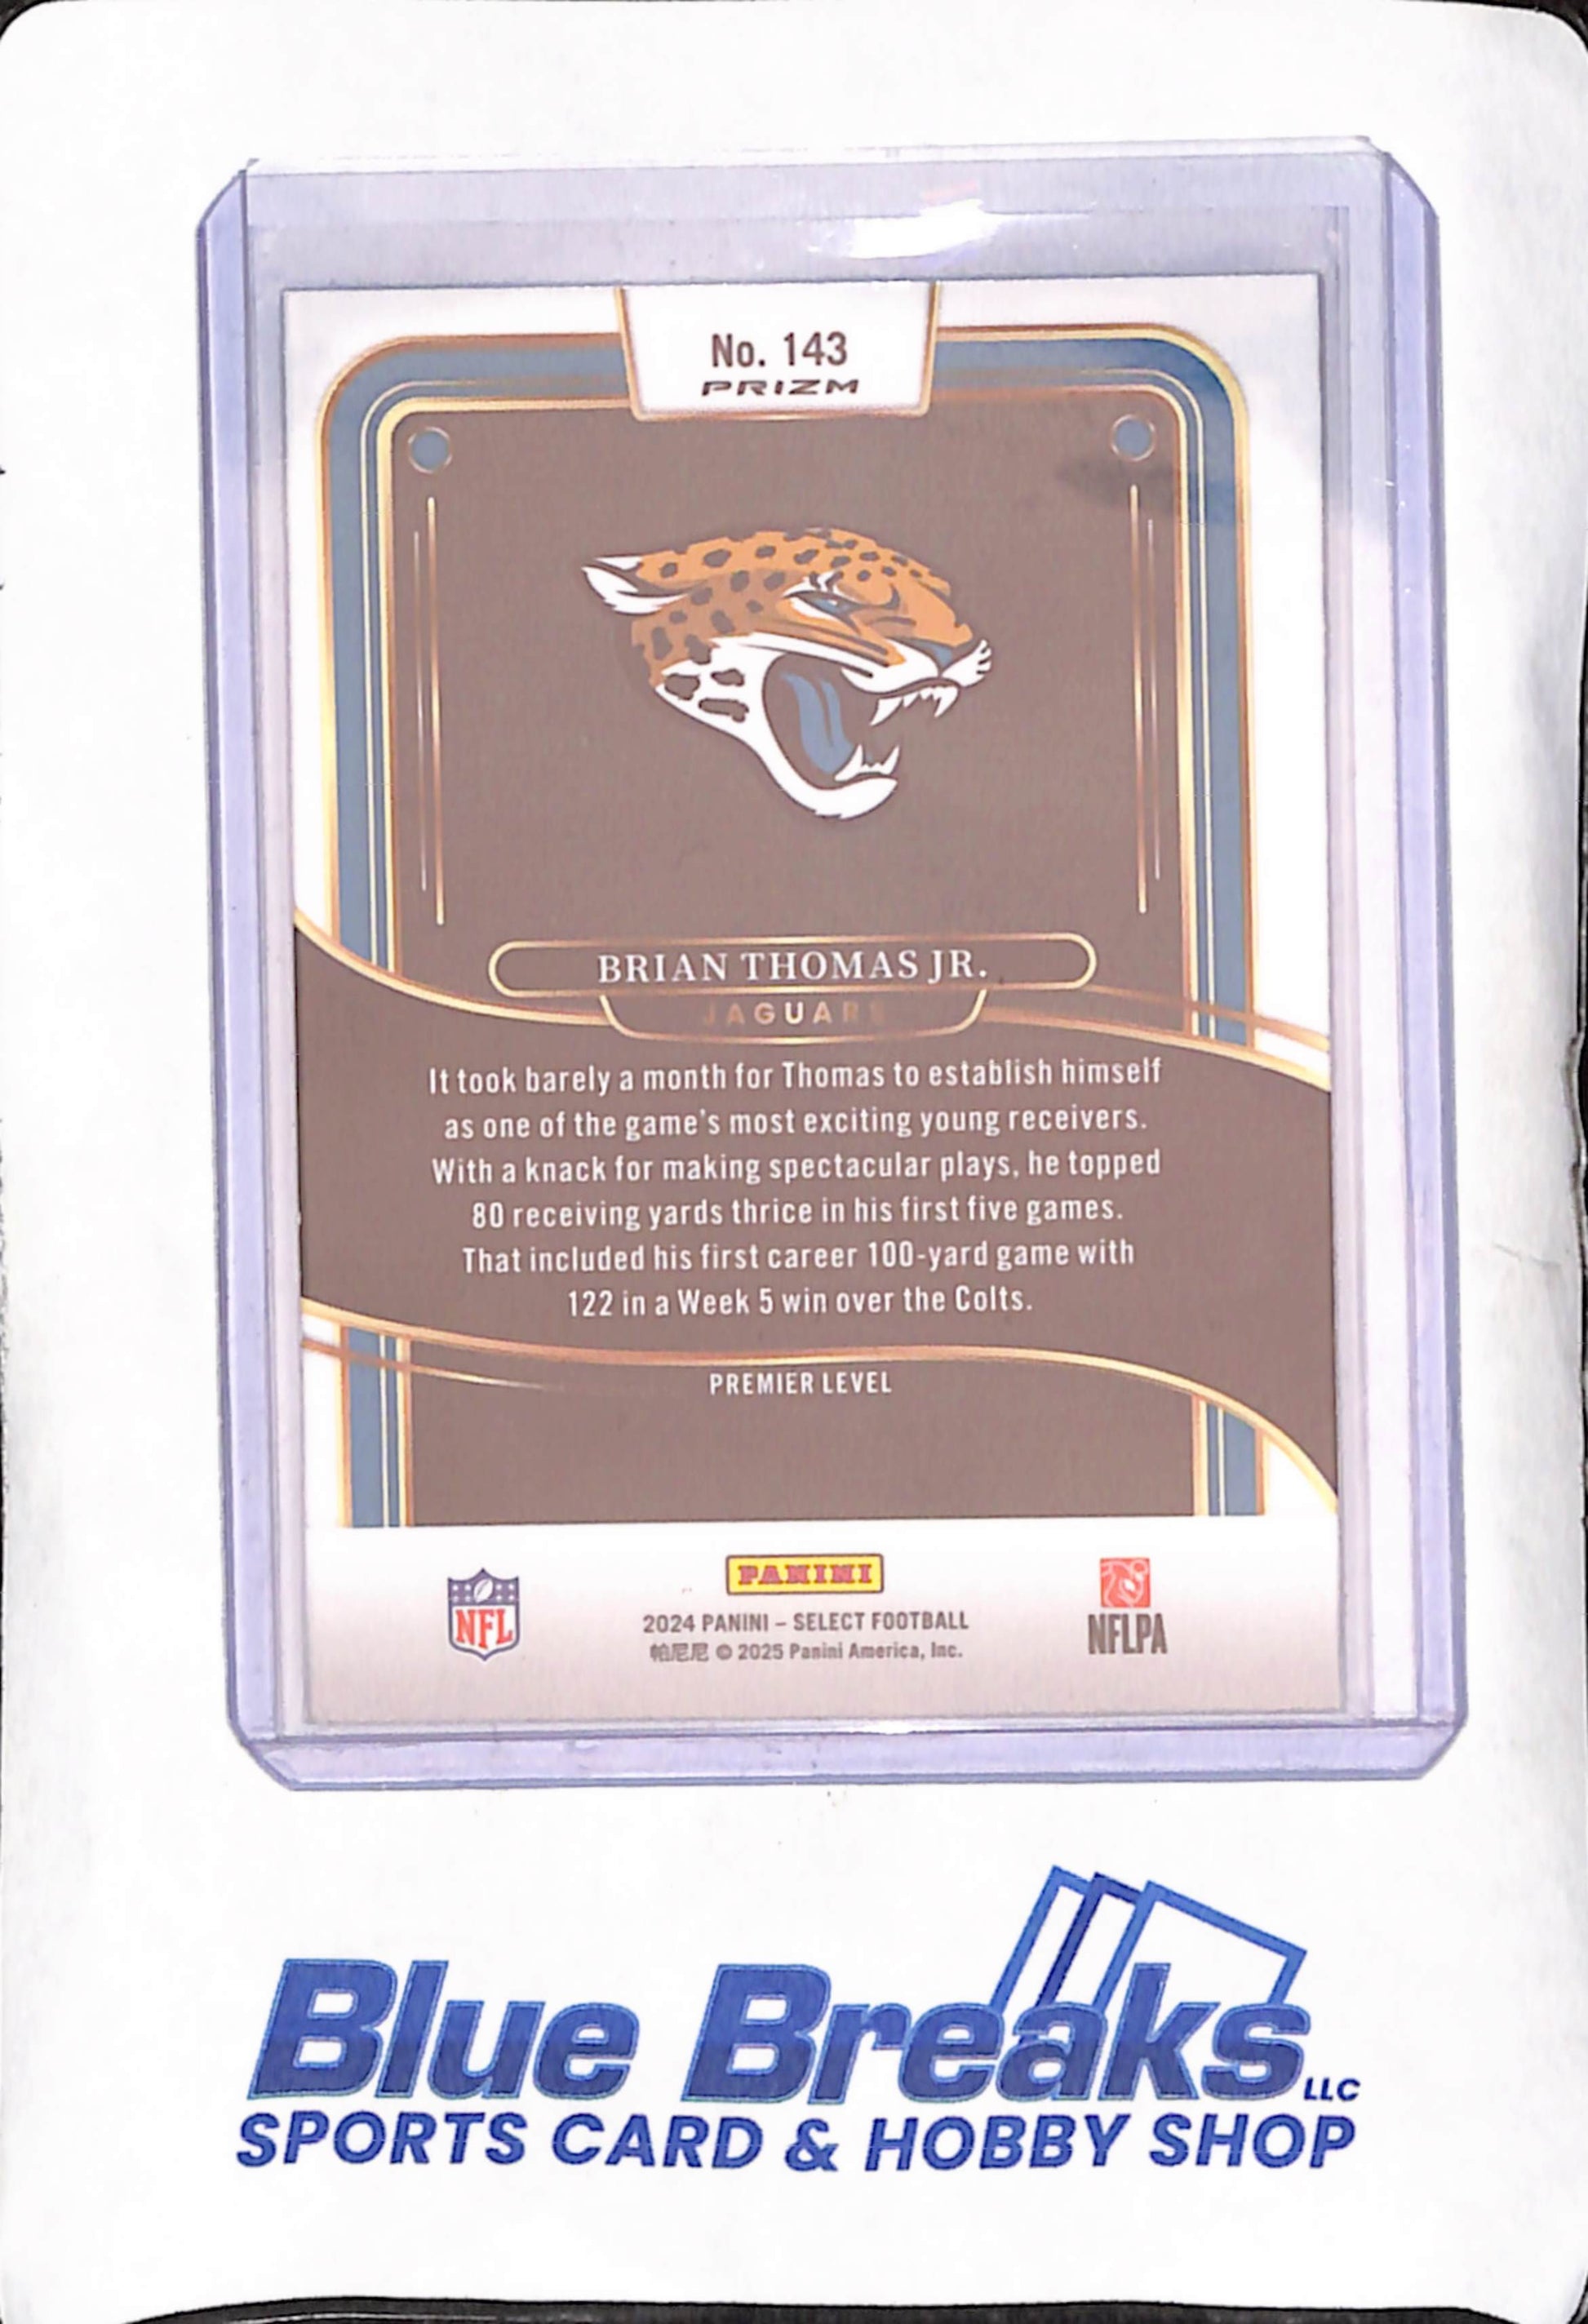 No. 143
PRIZM
BRIAN THOMAS JR.
JAGUARS
It took barely a month for Thomas to establish himself
as one of the game's most exciting young receivers.
With a knack for making spectacular plays, he topped
80 receiving yards thrice in his first five games.
That included his first career 100-yard game with
122 in a Week 5 win over the Colts.
PREMIER LEVEL
PANINI
NFL
2024 PANINI – SELECT FOOTBALL
帕尼尼 © 2025 Panini America, Inc.
NFLPA
Blue Breaks LLC
SPORTS CARD & HOBBY SHOP